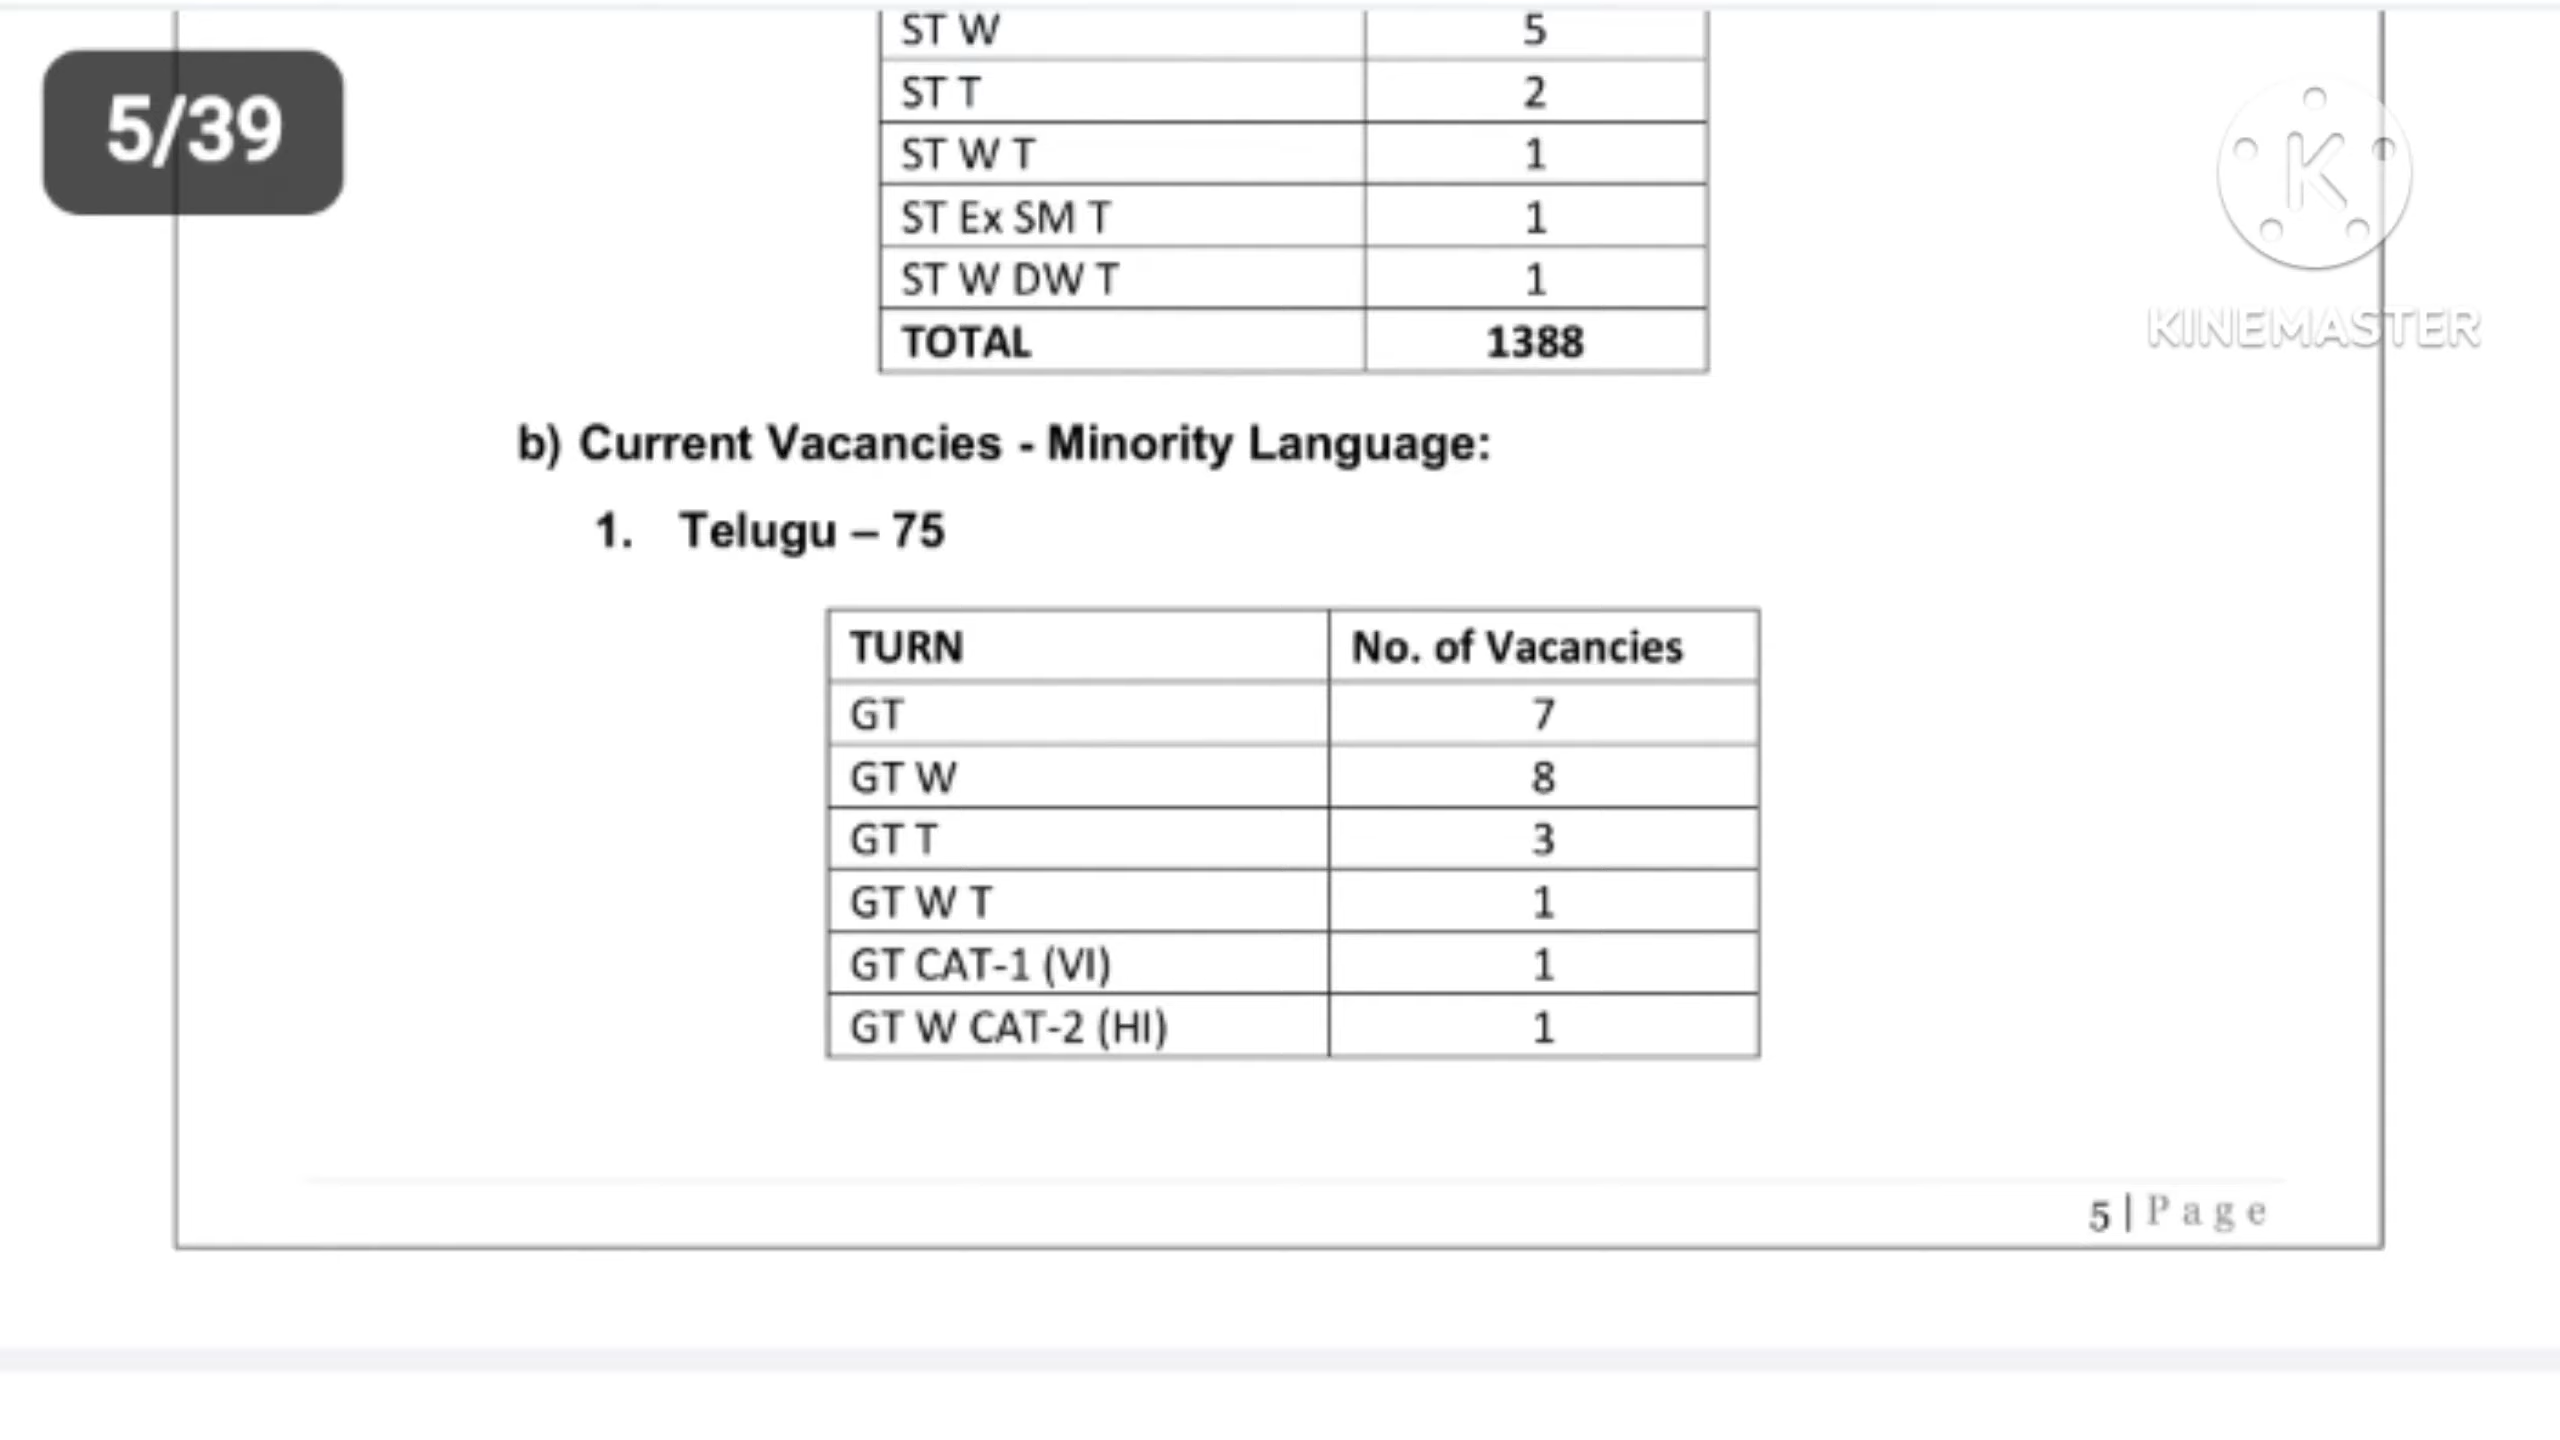 ST W 5
5/39
ST T 2
ST W T 1
ST Ex SM T 1
ST W DW T 1
TOTAL 1388
KINEMASTER
b) Current Vacancies - Minority Language:
1. Telugu – 75
TURN No. of Vacancies
GT 7
GT W 8
GT T 3
GT W T 1
GT CAT-1 (VI) 1
GT W CAT-2 (HI) 1
5 | Page